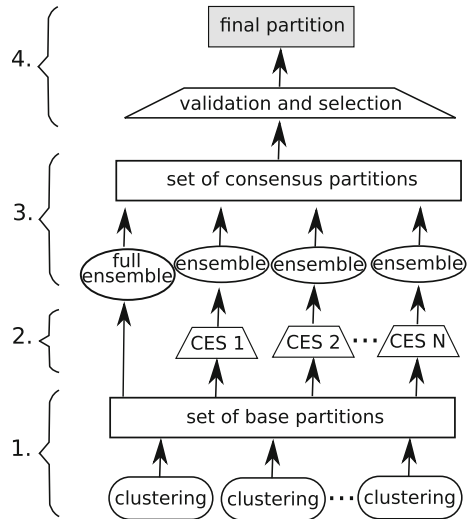 final partition
4.
validation and selection
set of consensus partitions
3.
full
ensemble
ensemble
ensemble
ensemble
2.
CES 1
CES 2
...
CES N
set of base partitions
1.
clustering
clustering
...
clustering